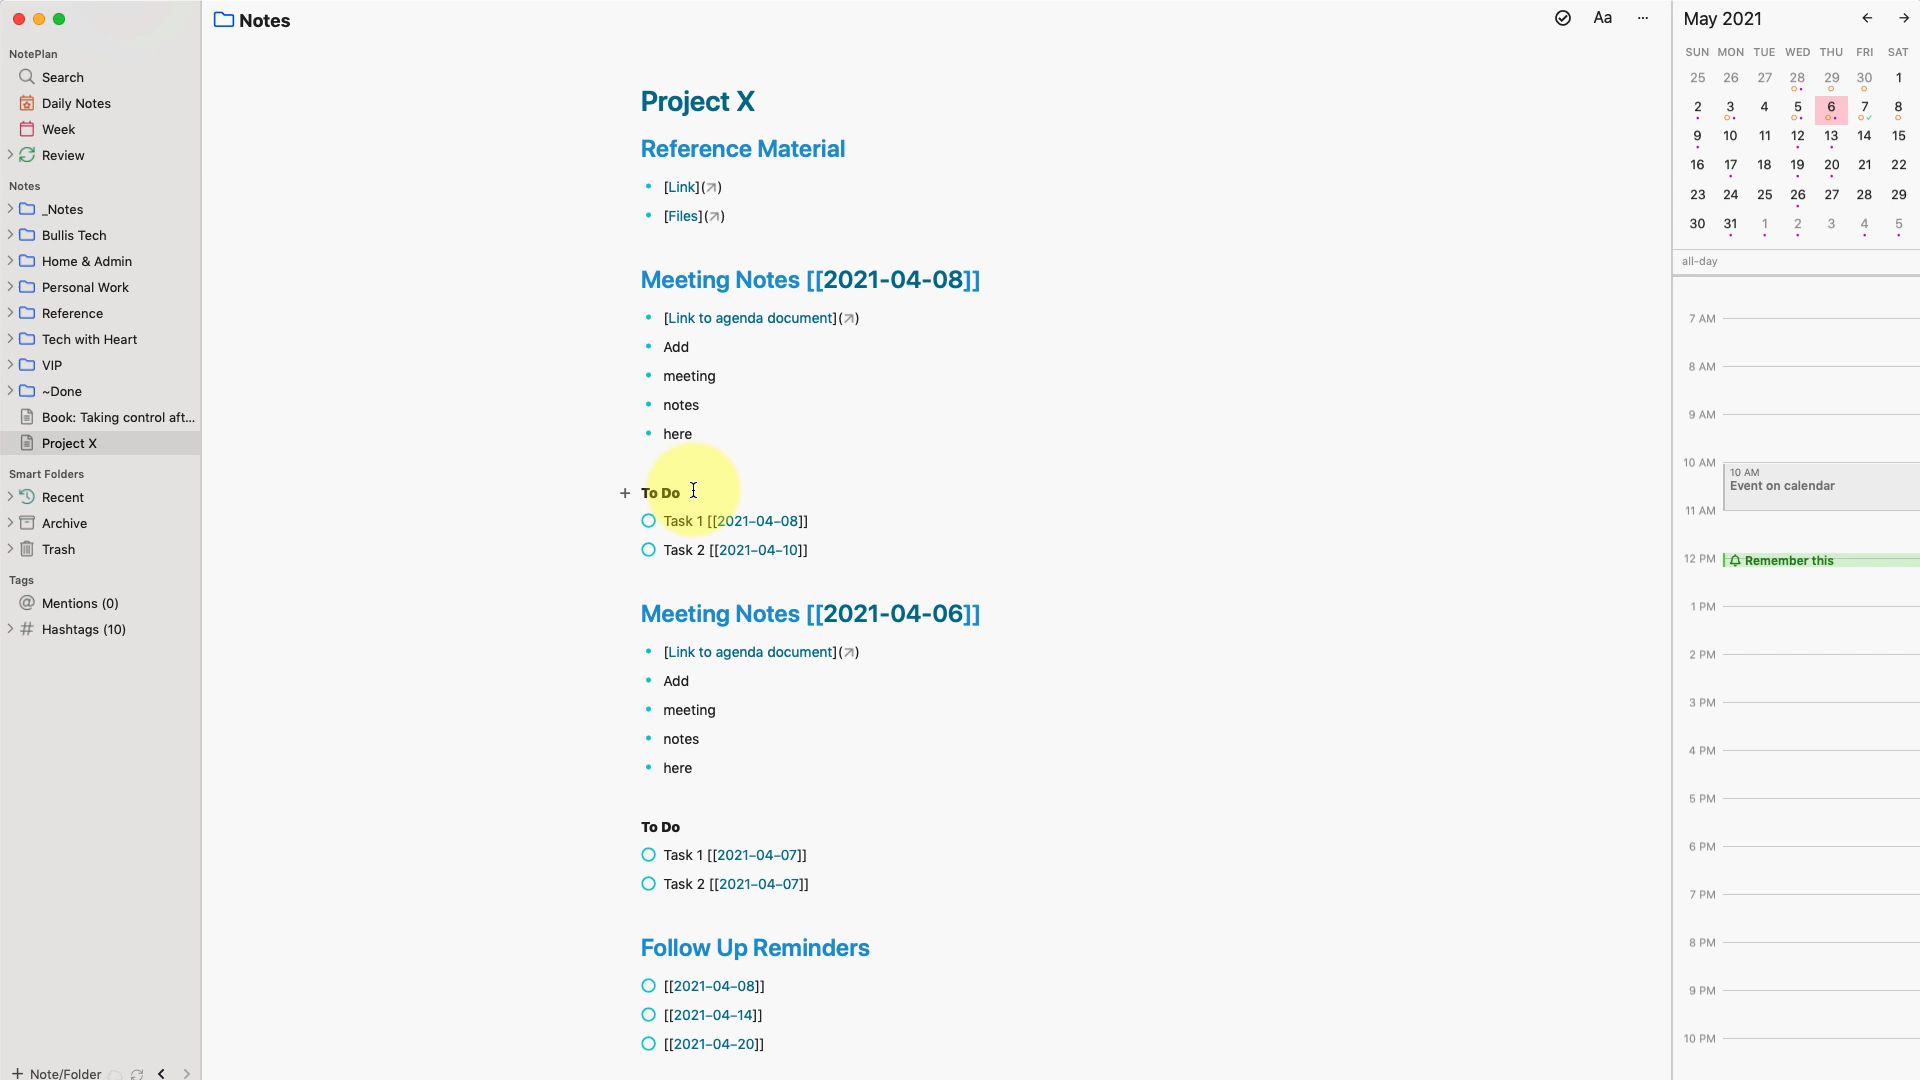 NotePlan
Search
Daily Notes
Week
Review
Notes
_Notes
Bullis Tech
Home & Admin
Personal Work
Reference
Tech with Heart
VIP
~Done
Book: Taking control aft...
Project X
Smart Folders
Recent
Archive
Trash
Tags
Mentions (0)
Hashtags (10)
Note/Folder
Notes
Aa
Project X
Reference Material
[Link](↗)
[Files](↗)
Meeting Notes [[2021-04-08]]
[Link to agenda document](↗)
Add
meeting
notes
here
To Do
Task 1 [[2021-04-08]]
Task 2 [[2021-04-10]]
Meeting Notes [[2021-04-06]]
[Link to agenda document](↗)
Add
meeting
notes
here
To Do
Task 1 [[2021-04-07]]
Task 2 [[2021-04-07]]
Follow Up Reminders
[[2021-04-08]]
[[2021-04-14]]
[[2021-04-20]]
May 2021
SUN MON TUE WED THU FRI SAT
25 26 27 28 29 30 1
2 3 4 5 6 7 8
9 10 11 12 13 14 15
16 17 18 19 20 21 22
23 24 25 26 27 28 29
30 31 1 2 3 4 5
all-day
7 AM
8 AM
9 AM
10 AM
10 AM
Event on calendar
11 AM
12 PM Remember this
1 PM
2 PM
3 PM
4 PM
5 PM
6 PM
7 PM
8 PM
9 PM
10 PM